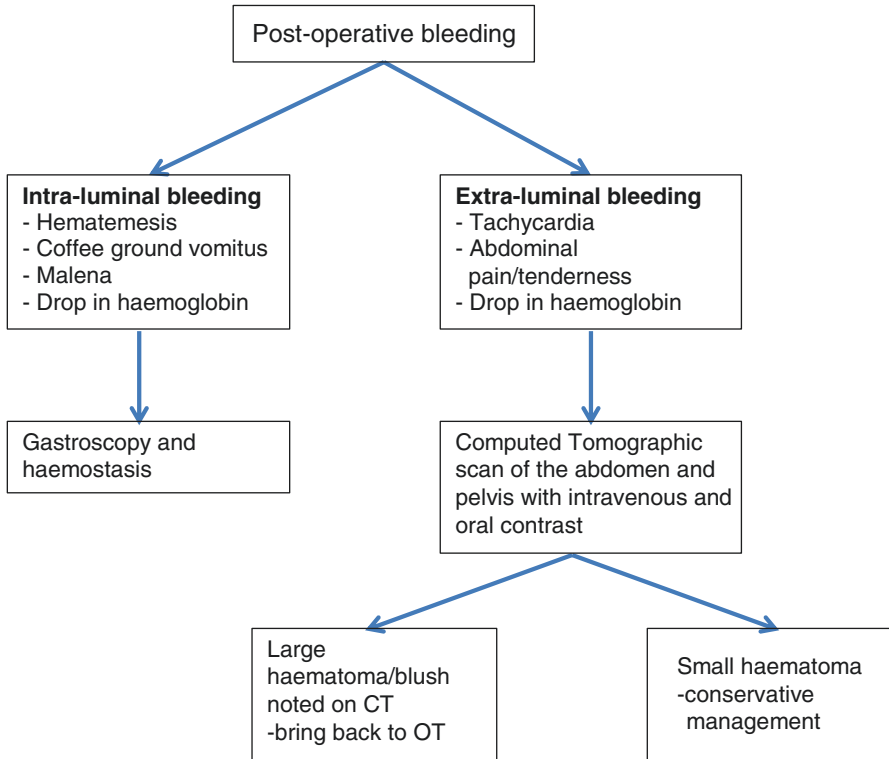 Post-operative bleeding
Intra-luminal bleeding
- Hematemesis
- Coffee ground vomitus
- Malena
- Drop in haemoglobin
Extra-luminal bleeding
- Tachycardia
- Abdominal
pain/tenderness
- Drop in haemoglobin
Gastroscopy and
haemostasis
Computed Tomographic
scan of the abdomen and
pelvis with intravenous and
oral contrast
Large
haematoma/blush
noted on CT
-bring back to OT
Small haematoma
-conservative
management